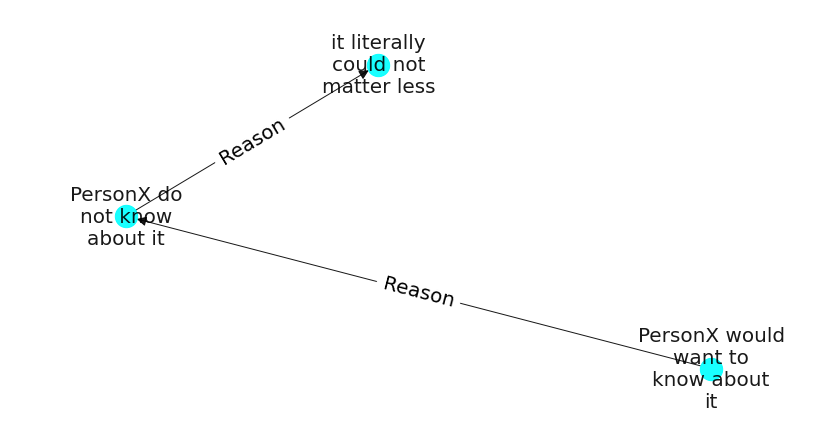 it literally
could not
matter less
Reason
PersonX do
not know
about it
Reason
PersonX would
want to
know about
it